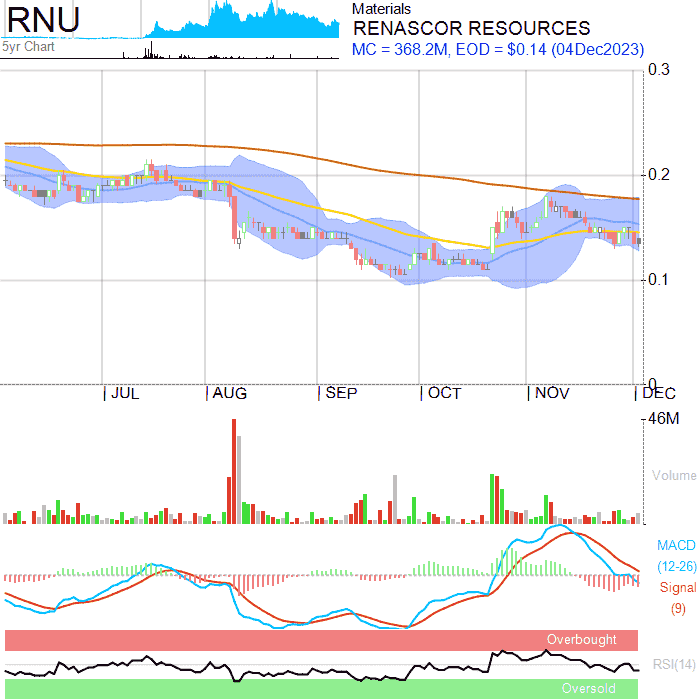 RNU
5yr Chart
Materials
RENASCOR RESOURCES
MC = 368.2M, EOD = $0.14 (04Dec2023)
0.3
0.2
0.1
0
JUL AUG SEP OCT NOV DEC
46M
Volume
MACD
(12-26)
Signal
(9)
Overbought
RSI(14)
Oversold